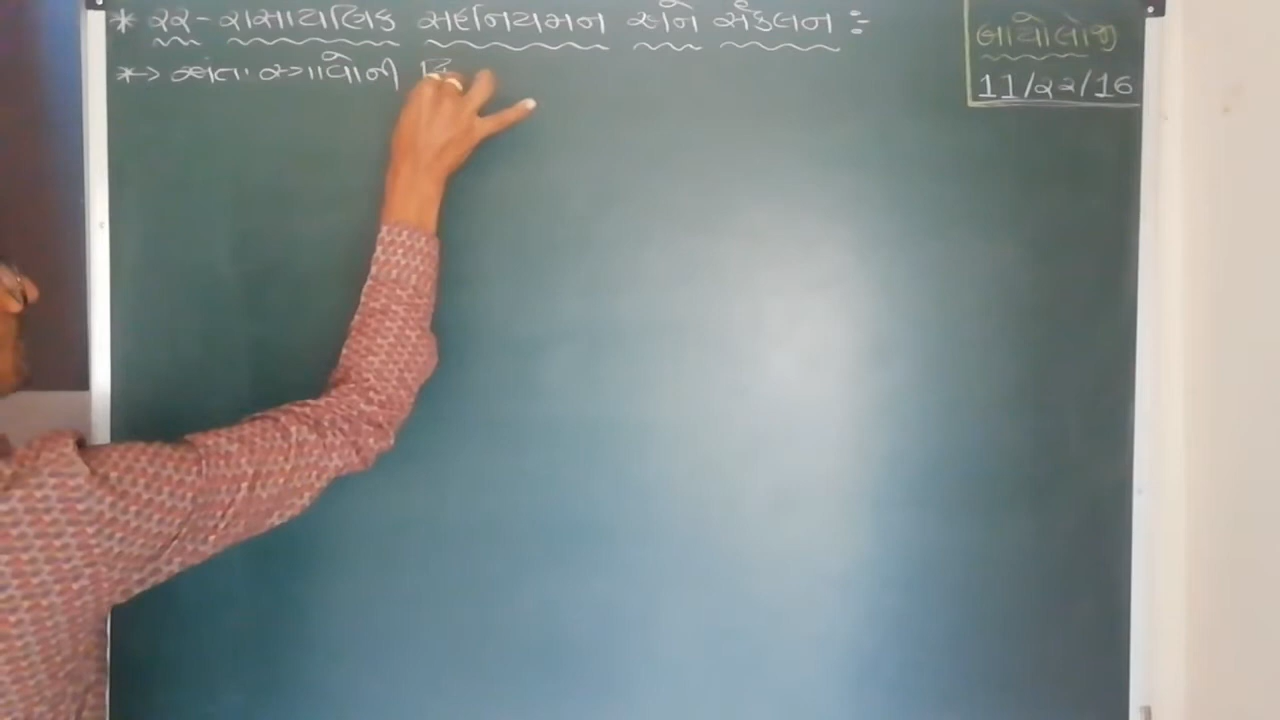 * ૨૨-રાસાયણિક સહનિયમન અને સંકલન :-
*→ અંતઃસ્ત્રાવોની
બાયોલોજી
11/૨૨/16